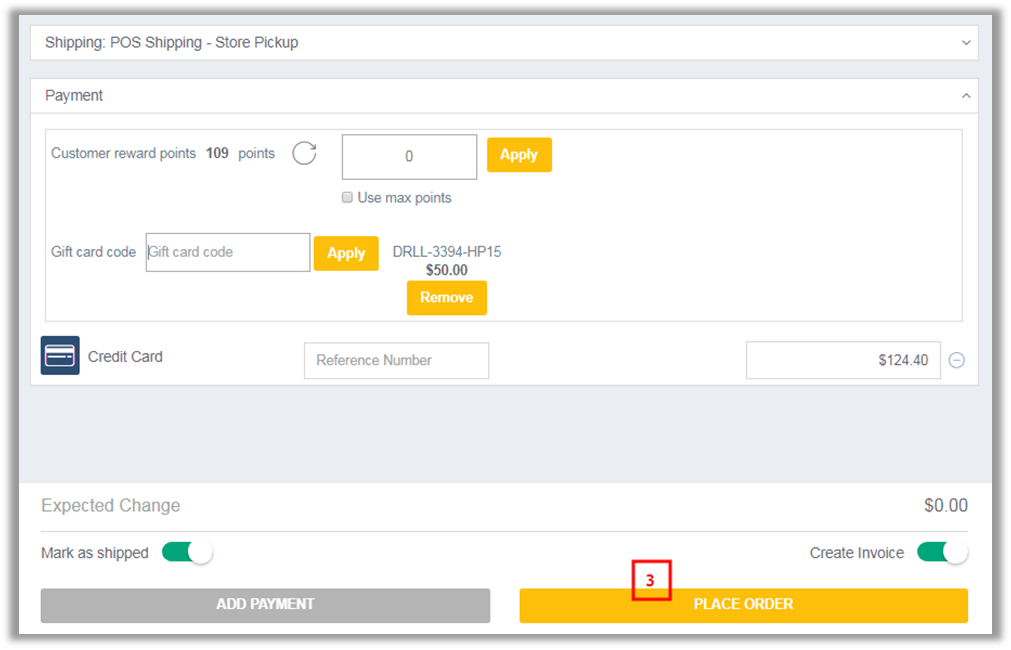 Shipping: POS Shipping - Store Pickup
Payment
Customer reward points 109 points 0 Apply
Use max points
Gift card code Gift card code Apply DRLL-3394-HP15
$50.00
Remove
Credit Card Reference Number $124.40
Expected Change $0.00
Mark as shipped Create Invoice
3
ADD PAYMENT PLACE ORDER